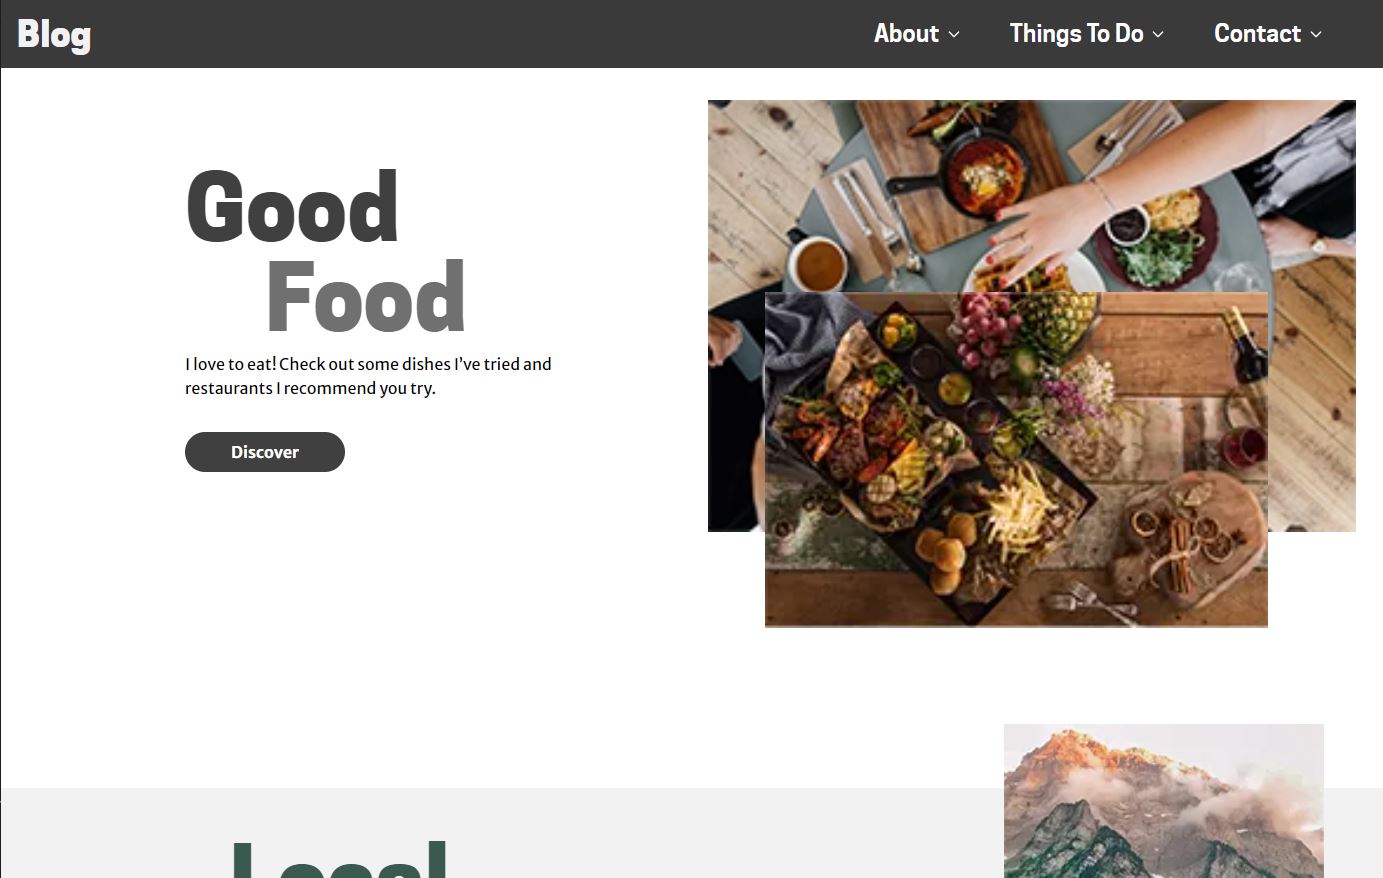 Blog
About
Things To Do
Contact
Good
Food
I love to eat! Check out some dishes I’ve tried and
restaurants I recommend you try.
Discover
Local